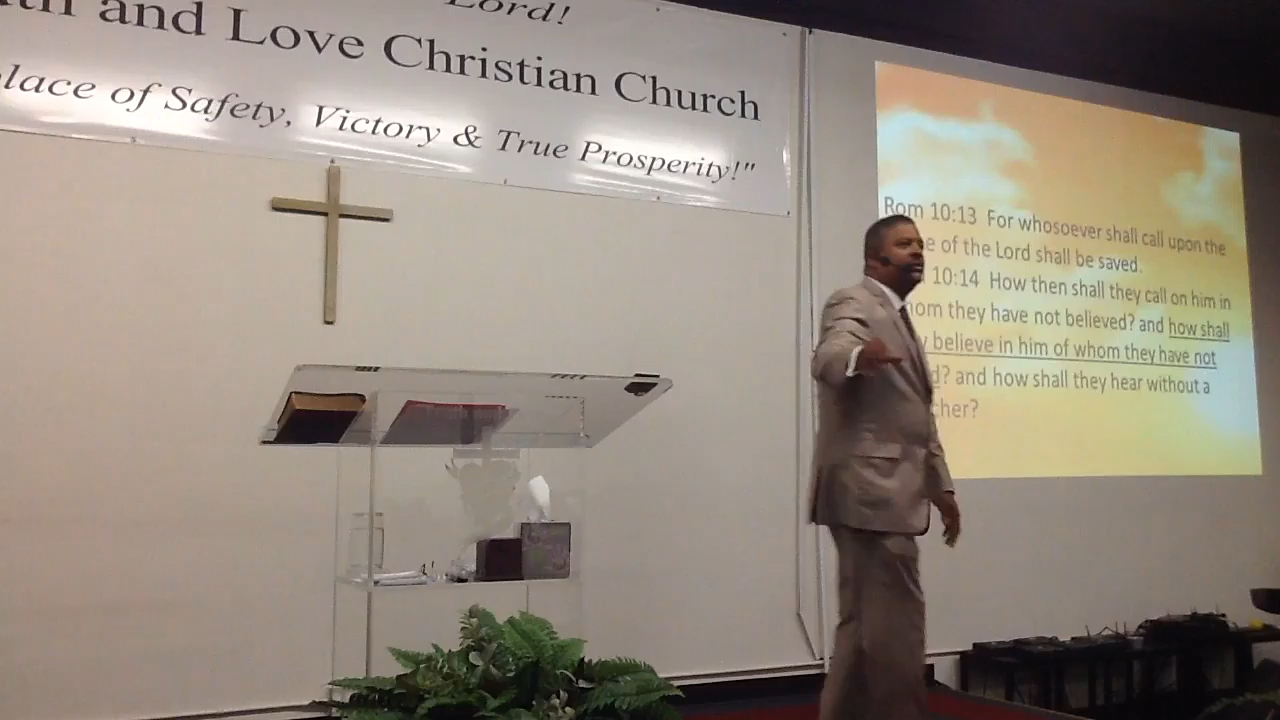 Lord!
and Love Christian Church
of Safety, Victory & True Prosperity!"
Rom 10:13 For whosoever shall call upon the
of the Lord shall be saved.
10:14 How then shall they call on him in
they have not believed? and how shall
believe in him of whom they have not
and how shall they hear without a